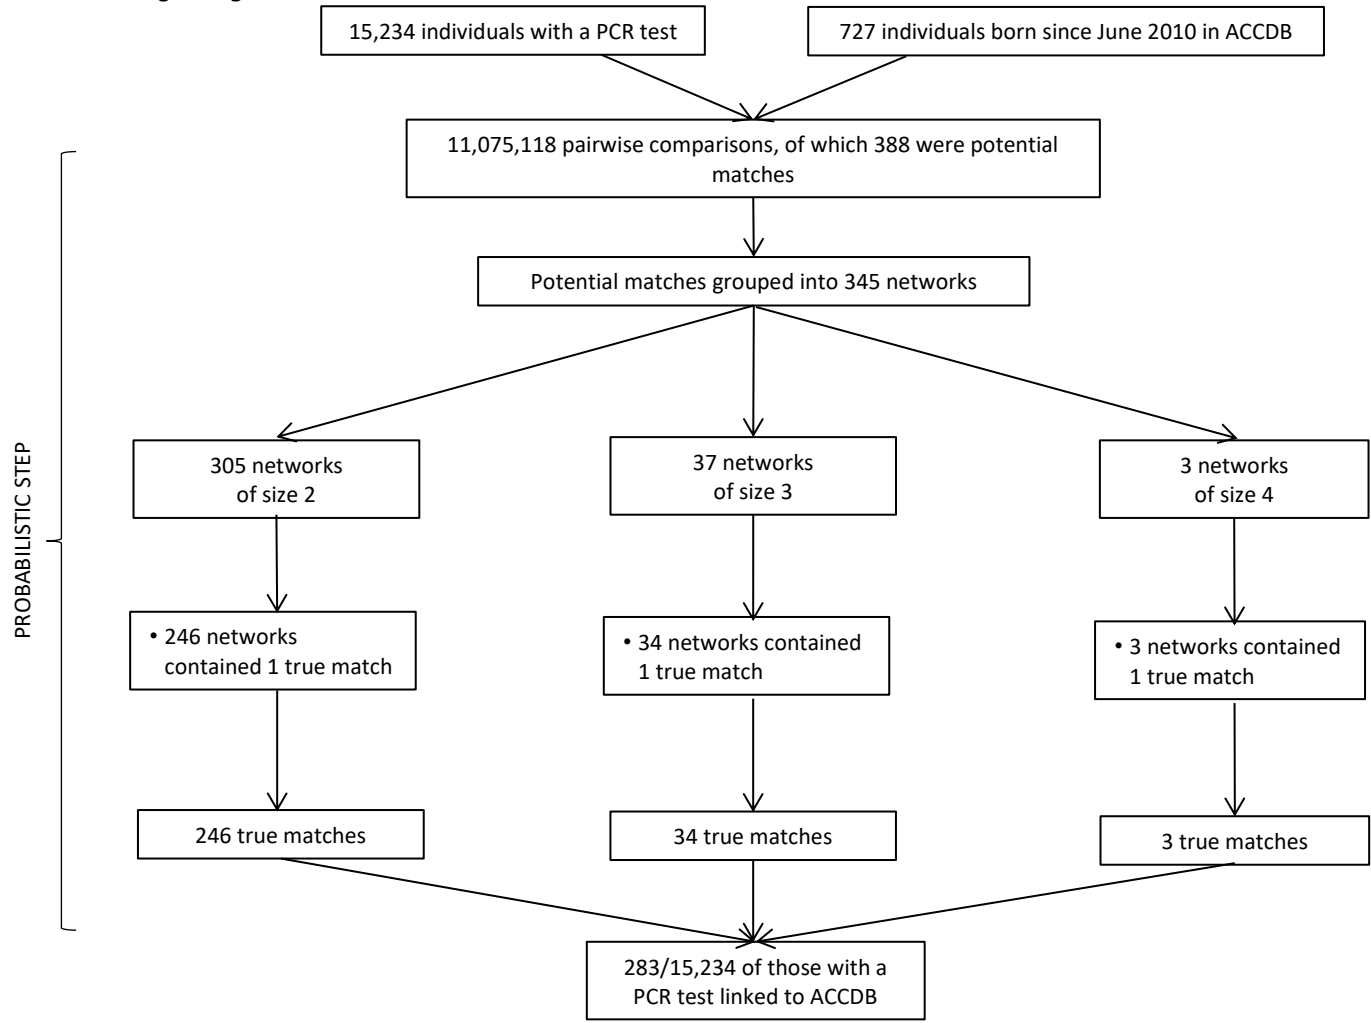 15,234 individuals with a PCR test
727 individuals born since June 2010 in ACCDB
11,075,118 pairwise comparisons, of which 388 were potential
matches
Potential matches grouped into 345 networks
PROBABILISTIC STEP
305 networks
of size 2
37 networks
of size 3
3 networks
of size 4
• 246 networks
contained 1 true match
• 34 networks contained
1 true match
• 3 networks contained
1 true match
246 true matches
34 true matches
3 true matches
283/15,234 of those with a
PCR test linked to ACCDB